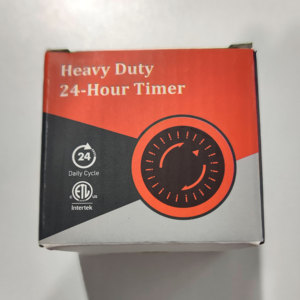 Heavy Duty
24-Hour Timer
24
Daily Cycle
ETL
Intertek